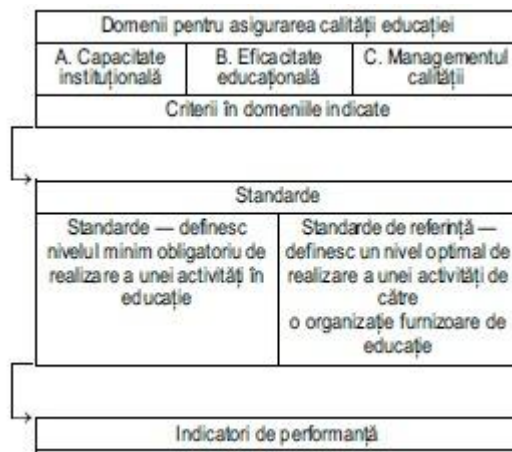 Domenii pentru asigurarea calității educației
A. Capacitate
instituțională
B. Eficacitate
educațională
C. Managementul
calității
Criterii în domeniile indicate
Standarde
Standarde — definesc
nivelul minim obligatoriu de
realizare a unei activități în
educație
Standarde de referință —
definesc un nivel optimal de
realizare a unei activități de
către
o organizație furnizoare de
educație
Indicatori de performanță